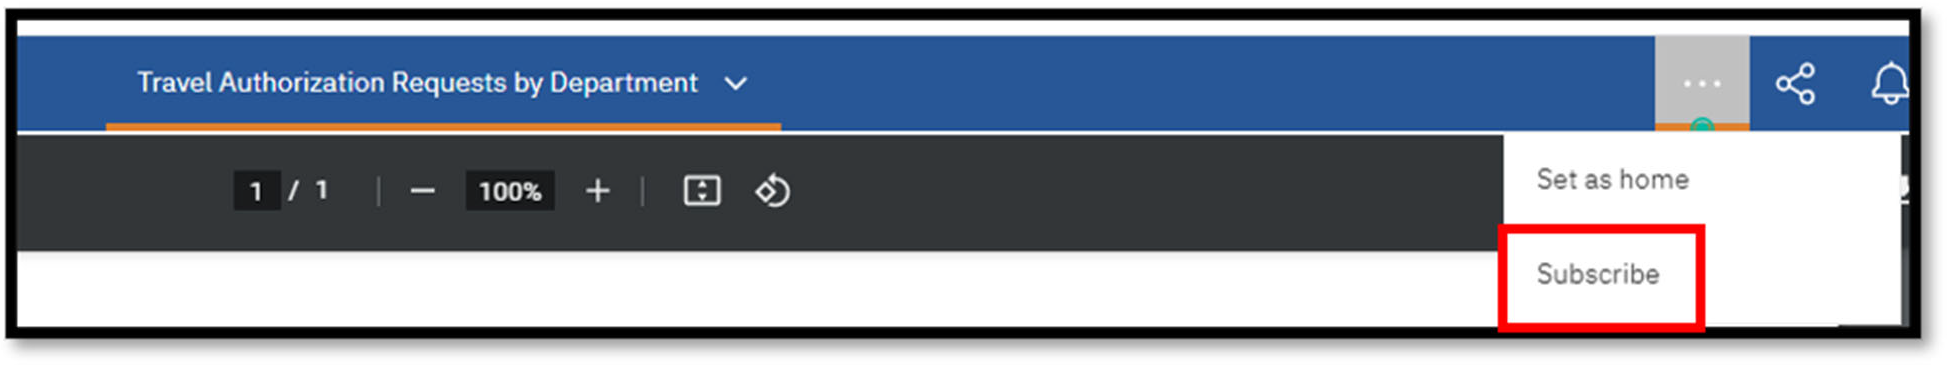 Travel Authorization Requests by Department
1 / 1 | − 100% + |
Set as home
Subscribe